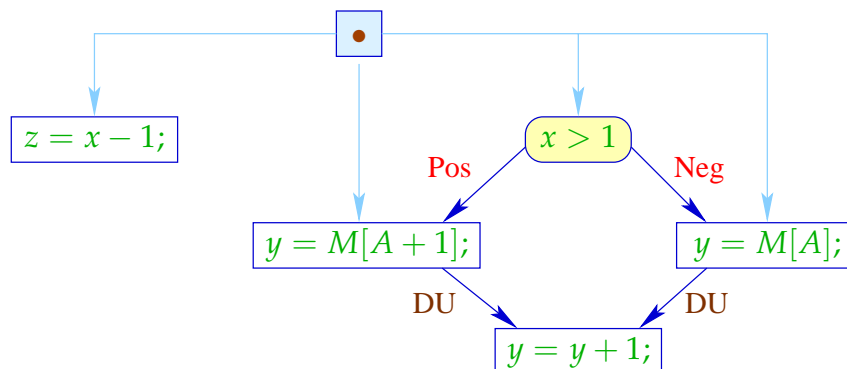 z = x − 1;
x > 1
Pos
Neg
y = M[A + 1];
y = M[A];
DU
DU
y = y + 1;